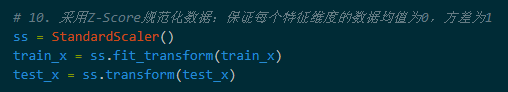 # 10. 采用Z-Score规范化数据：保证每个特征维度的数据均值为0，方差为1
ss = StandardScaler()
train_x = ss.fit_transform(train_x)
test_x = ss.transform(test_x)